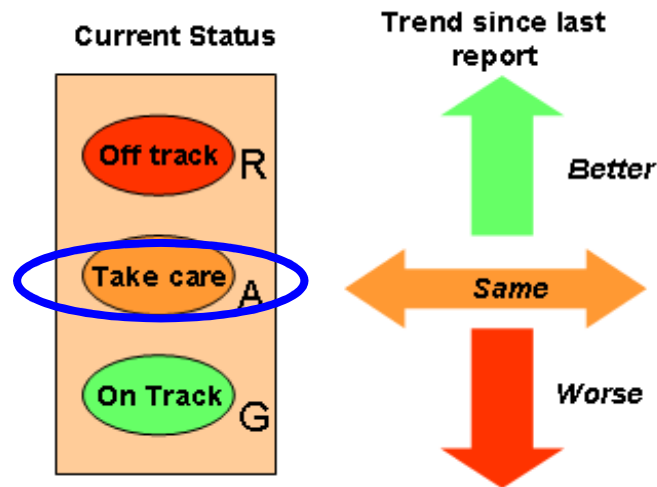 Current Status
Off track R
Take care A
On Track G
Trend since last
report
Better
Same
Worse